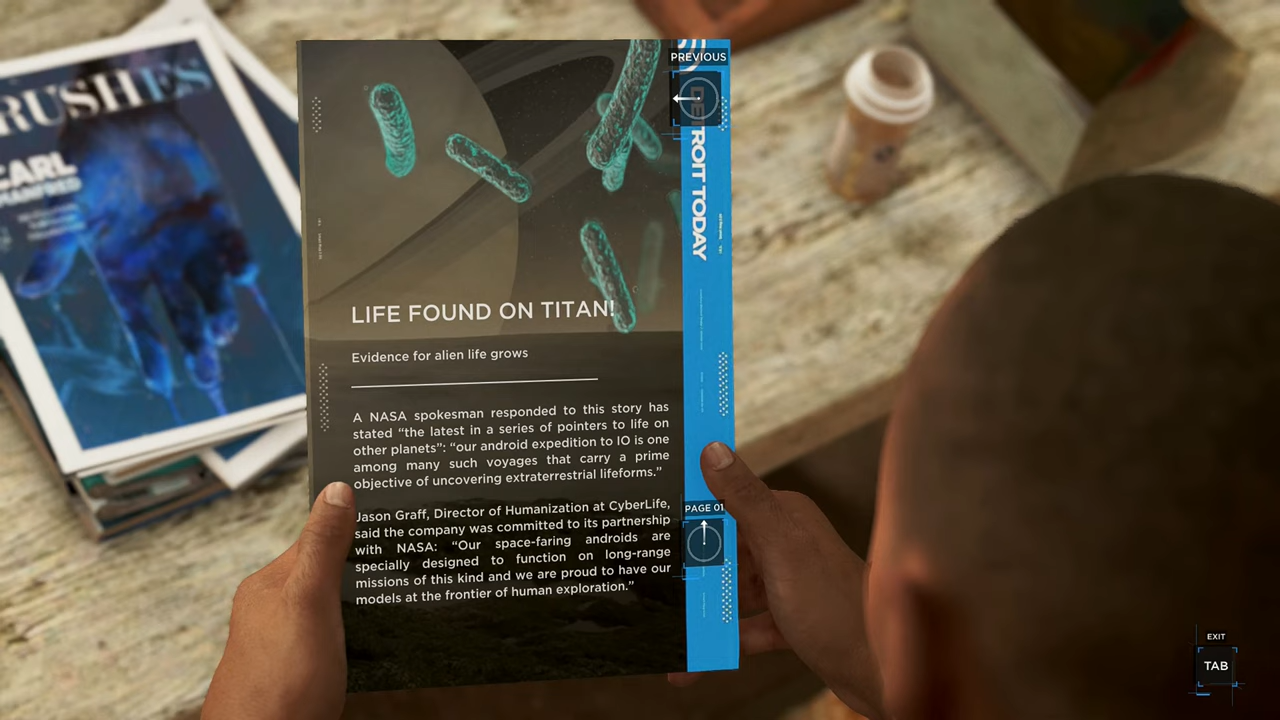 RUSHES
CARL
MANFRED
PREVIOUS
DETROIT TODAY
LIFE FOUND ON TITAN!
Evidence for alien life grows
A NASA spokesman responded to this story has
stated “the latest in a series of pointers to life on
other planets”: “our android expedition to IO is one
among many such voyages that carry a prime
objective of uncovering extraterrestrial lifeforms.”
Jason Graff, Director of Humanization at CyberLife,
said the company was committed to its partnership
with NASA: “Our space-faring androids are
specially designed to function on long-range
missions of this kind and we are proud to have our
models at the frontier of human exploration.”
PAGE 01
EXIT
TAB